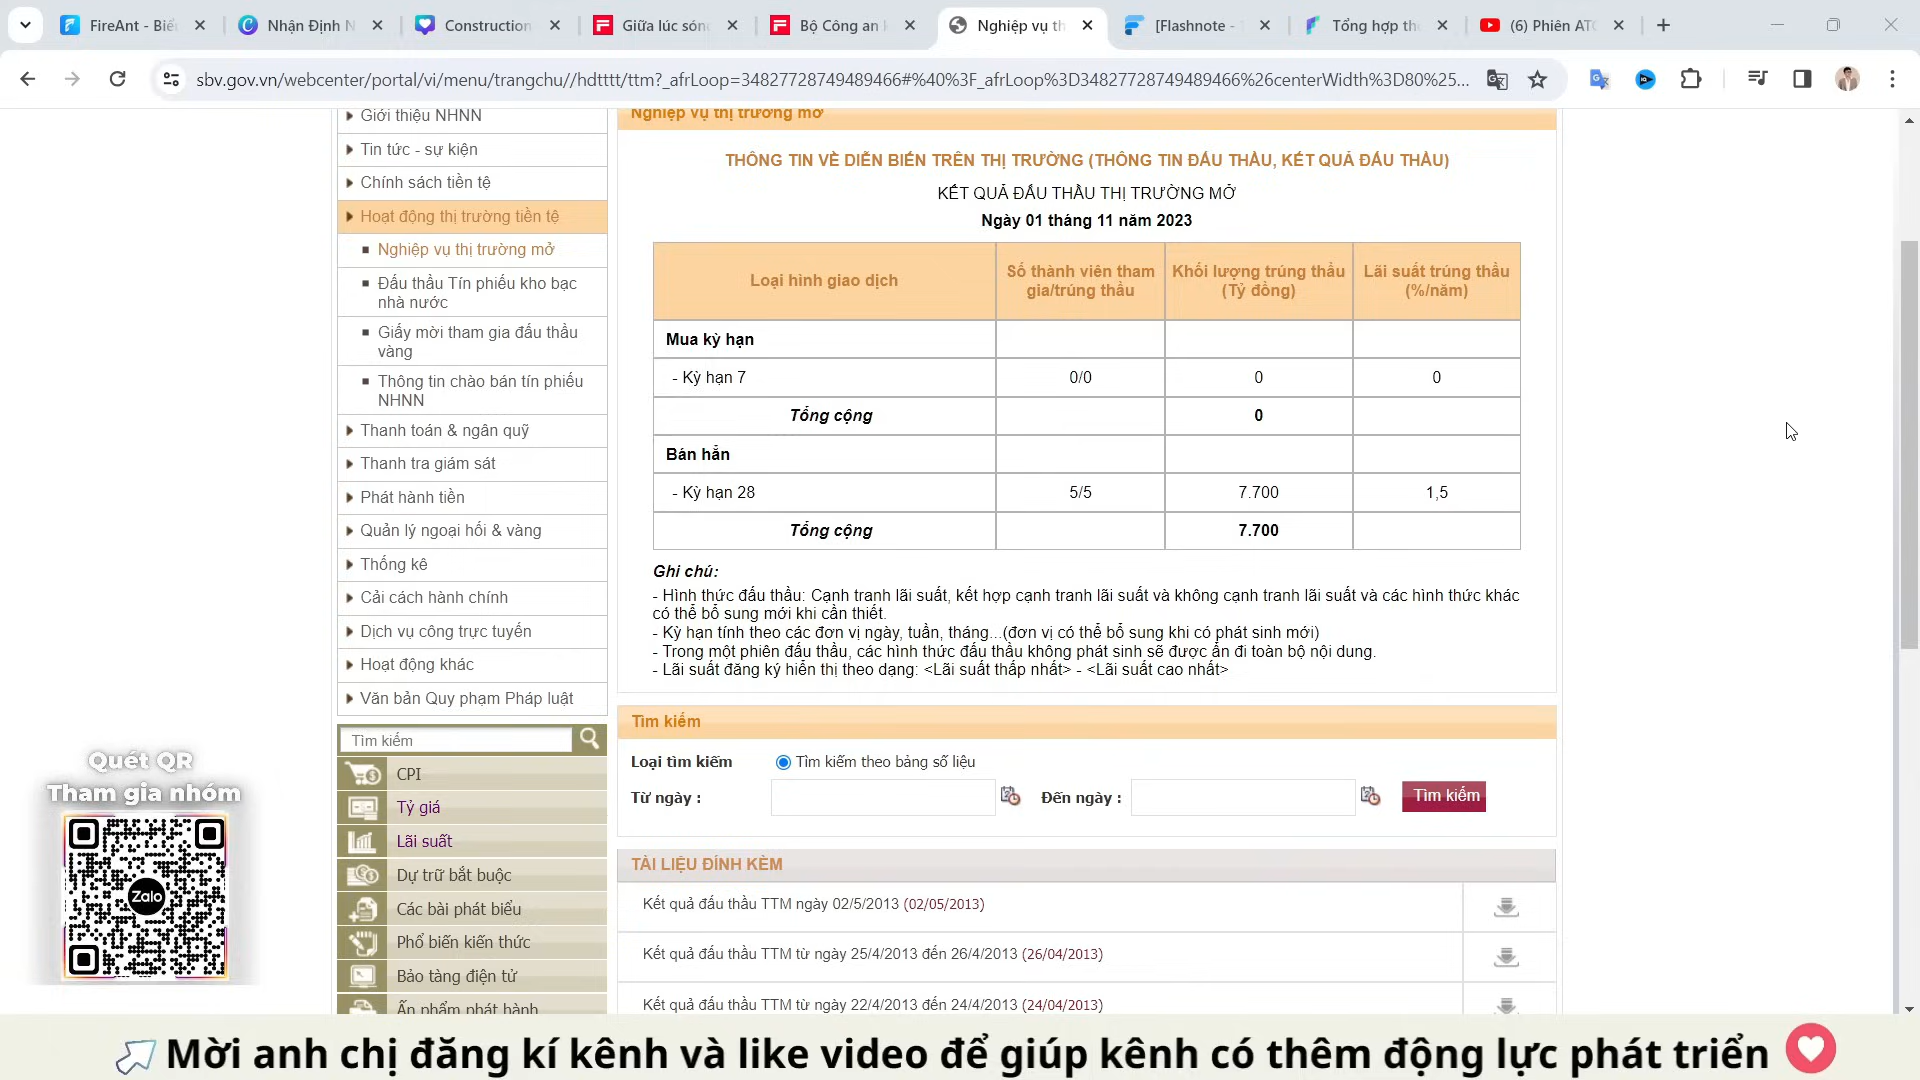 FireAnt - Biể
Nhận Định N
Construction
Giữa lúc són
Bộ Công an k
Nghiệp vụ th
[Flashnote -
Tổng hợp th
(6) Phiên ATC
sbv.gov.vn/webcenter/portal/vi/menu/trangchu//hdtttt/ttm?_afrLoop=34827728749489466#%40%3F_afrLoop%3D34827728749489466%26centerWidth%3D80%25...
Giới thiệu NHNN
Tin tức - sự kiện
Chính sách tiền tệ
Hoạt động thị trường tiền tệ
Nghiệp vụ thị trường mở
Đấu thầu Tín phiếu kho bạc
nhà nước
Giấy mời tham gia đấu thầu
vàng
Thông tin chào bán tín phiếu
NHNN
Thanh toán & ngân quỹ
Thanh tra giám sát
Phát hành tiền
Quản lý ngoại hối & vàng
Thống kê
Cải cách hành chính
Dịch vụ công trực tuyến
Hoạt động khác
Văn bản Quy phạm Pháp luật
Tìm kiếm
CPI
Tỷ giá
Lãi suất
Dự trữ bắt buộc
Các bài phát biểu
Phổ biến kiến thức
Bảo tàng điện tử
Ấn phẩm phát hành
Nghiệp vụ thị trường mở
THÔNG TIN VỀ DIỄN BIẾN TRÊN THỊ TRƯỜNG (THÔNG TIN ĐẤU THẦU, KẾT QUẢ ĐẤU THẦU)
KẾT QUẢ ĐẤU THẦU THỊ TRƯỜNG MỞ
Ngày 01 tháng 11 năm 2023
Loại hình giao dịch
Số thành viên tham
gia/trúng thầu
Khối lượng trúng thầu
(Tỷ đồng)
Lãi suất trúng thầu
(%/năm)
Mua kỳ hạn
- Kỳ hạn 7 0/0 0 0
Tổng cộng 0
Bán hẳn
- Kỳ hạn 28 5/5 7.700 1,5
Tổng cộng 7.700
Ghi chú:
- Hình thức đấu thầu: Cạnh tranh lãi suất, kết hợp cạnh tranh lãi suất và không cạnh tranh lãi suất và các hình thức khác
có thể bổ sung mới khi cần thiết.
- Kỳ hạn tính theo các đơn vị ngày, tuần, tháng...(đơn vị có thể bổ sung khi có phát sinh mới)
- Trong một phiên đấu thầu, các hình thức đấu thầu không phát sinh sẽ được ẩn đi toàn bộ nội dung.
- Lãi suất đăng ký hiển thị theo dạng: <Lãi suất thấp nhất> - <Lãi suất cao nhất>
Tìm kiếm
Loại tìm kiếm Tìm kiếm theo bảng số liệu
Từ ngày : Đến ngày : Tìm kiếm
TÀI LIỆU ĐÍNH KÈM
Kết quả đấu thầu TTM ngày 02/5/2013 (02/05/2013)
Kết quả đấu thầu TTM từ ngày 25/4/2013 đến 26/4/2013 (26/04/2013)
Kết quả đấu thầu TTM từ ngày 22/4/2013 đến 24/4/2013 (24/04/2013)
Quét QR
Tham gia nhóm
Zalo
Mời anh chị đăng kí kênh và like video để giúp kênh có thêm động lực phát triển